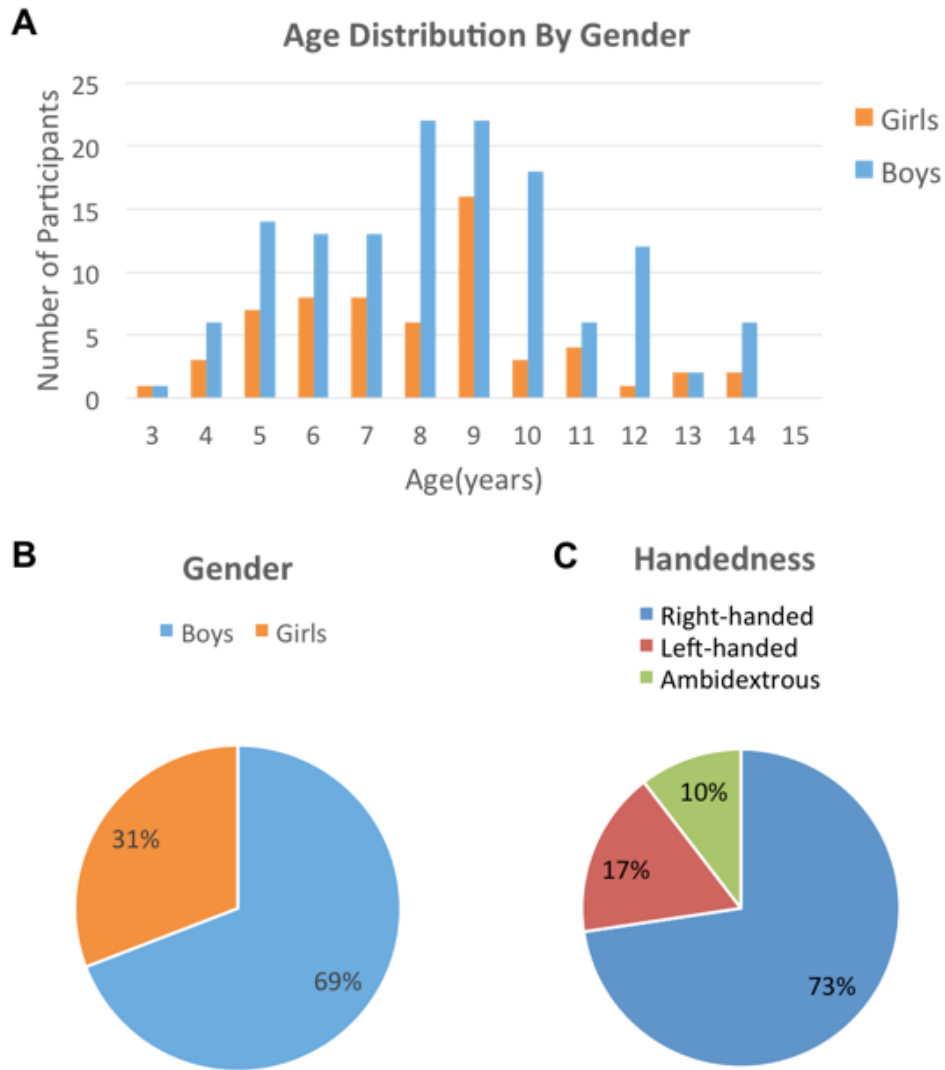 A
Age Distribution By Gender
Number of Participants
25
20
15
10
5
0
3 4 5 6 7 8 9 10 11 12 13 14 15
Age(years)
Girls
Boys
B
Gender
Boys Girls
31%
69%
C
Handedness
Right-handed
Left-handed
Ambidextrous
10%
17%
73%